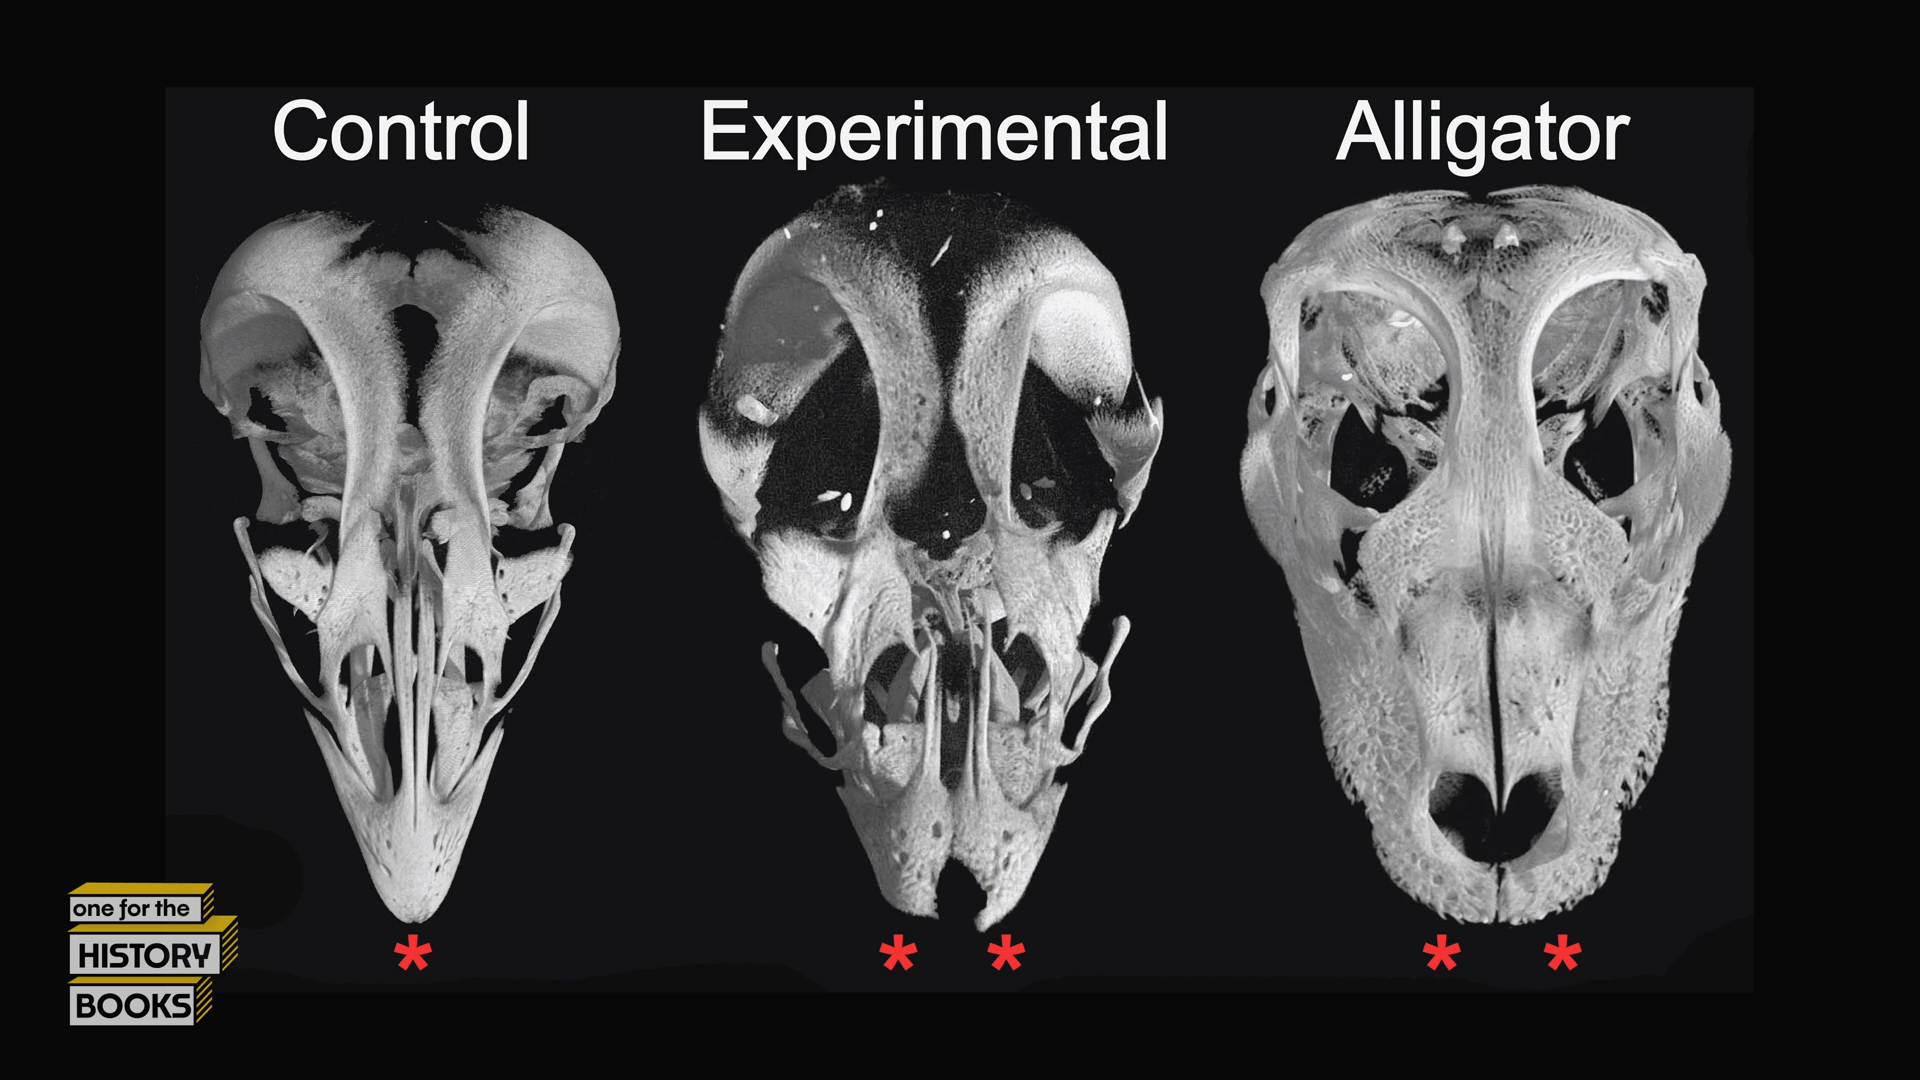 Control Experimental Alligator
* * * * *
one for the
HISTORY
BOOKS